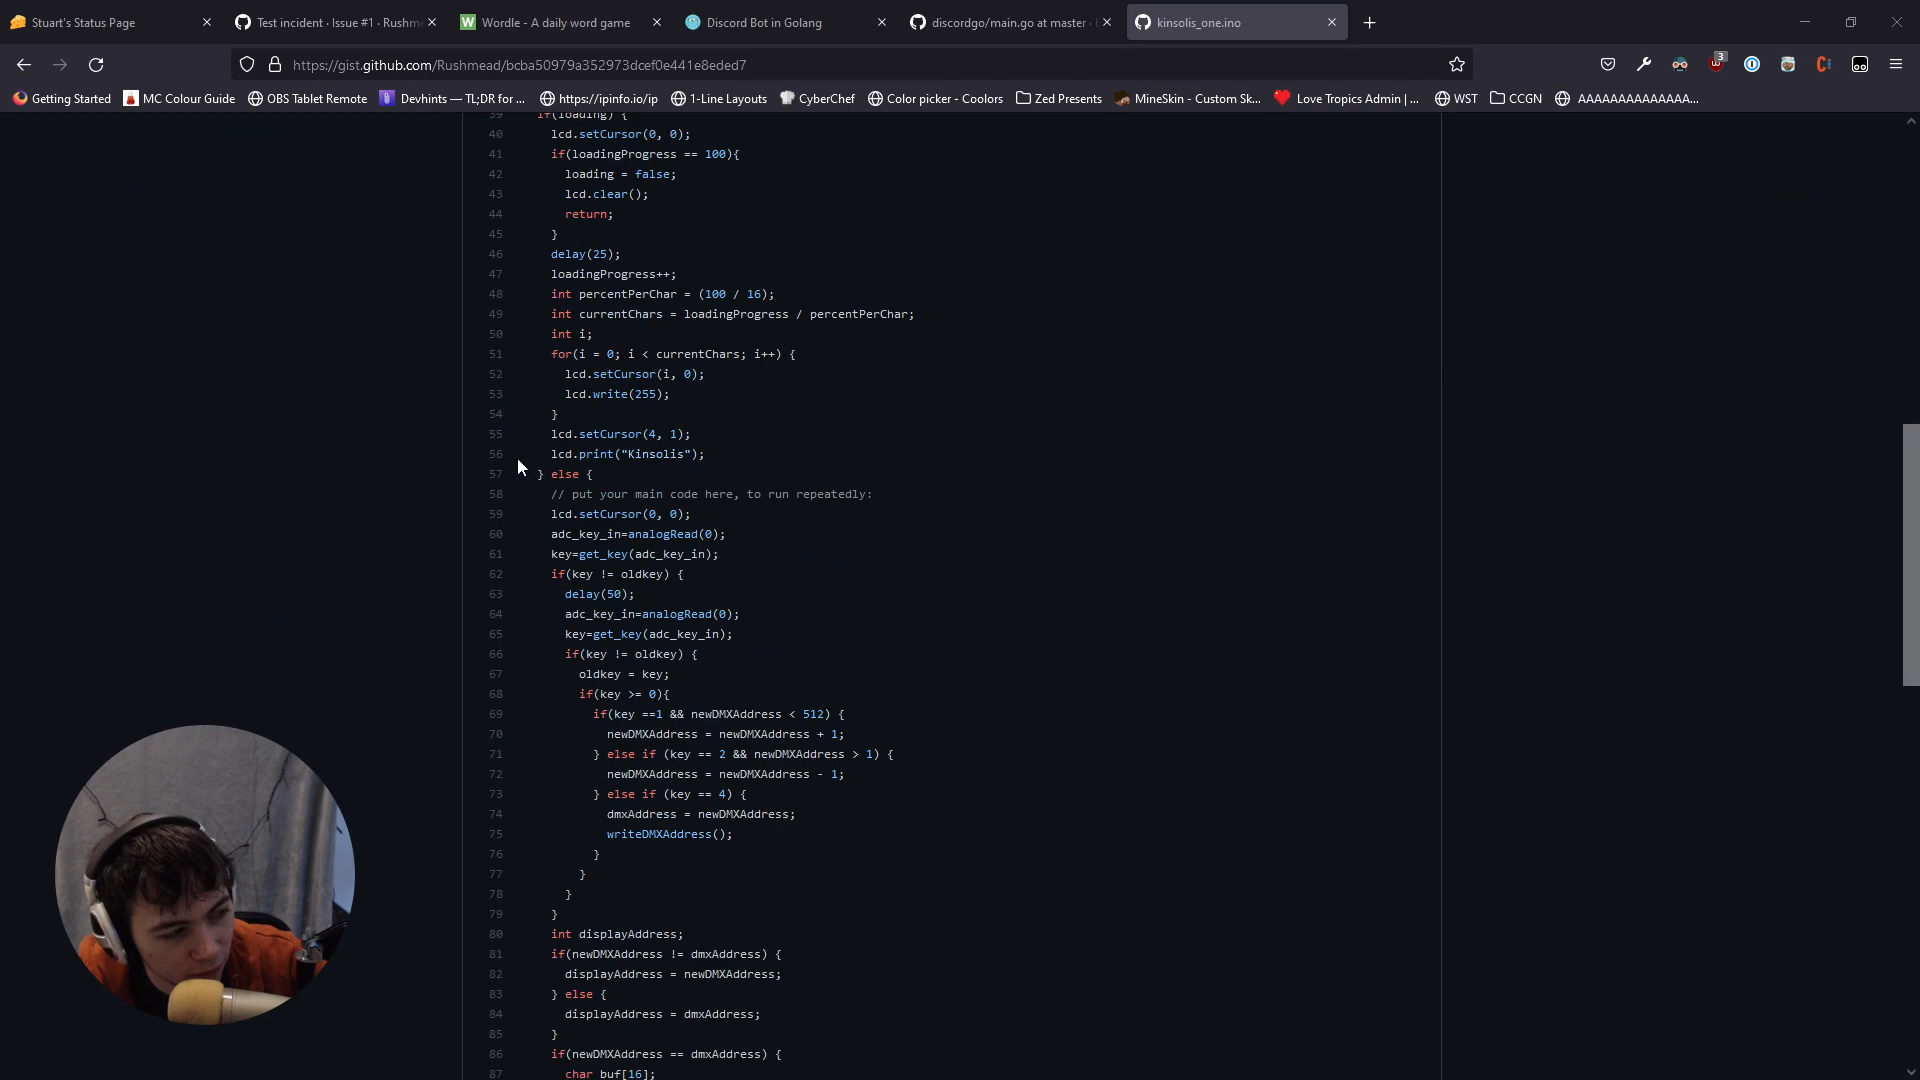 Stuart's Status Page
Test incident · Issue #1 · Rushme
Wordle - A daily word game
Discord Bot in Golang
discordgo/main.go at master ·
kinsolis_one.ino
https://gist.github.com/Rushmead/bcba50979a352973dcef0e441e8eded7
3
Getting Started
MC Colour Guide
OBS Tablet Remote
Devhints — TL;DR for ...
https://ipinfo.io/ip
1-Line Layouts
CyberChef
Color picker - Coolors
Zed Presents
MineSkin - Custom Sk...
Love Tropics Admin | ...
WST
CCGN
AAAAAAAAAAAAAA...
39 if(loading) {
40 lcd.setCursor(0, 0);
41 if(loadingProgress == 100){
42 loading = false;
43 lcd.clear();
44 return;
45 }
46 delay(25);
47 loadingProgress++;
48 int percentPerChar = (100 / 16);
49 int currentChars = loadingProgress / percentPerChar;
50 int i;
51 for(i = 0; i < currentChars; i++) {
52 lcd.setCursor(i, 0);
53 lcd.write(255);
54 }
55 lcd.setCursor(4, 1);
56 lcd.print("Kinsolis");
57 } else {
58 // put your main code here, to run repeatedly:
59 lcd.setCursor(0, 0);
60 adc_key_in=analogRead(0);
61 key=get_key(adc_key_in);
62 if(key != oldkey) {
63 delay(50);
64 adc_key_in=analogRead(0);
65 key=get_key(adc_key_in);
66 if(key != oldkey) {
67 oldkey = key;
68 if(key >= 0){
69 if(key ==1 && newDMXAddress < 512) {
70 newDMXAddress = newDMXAddress + 1;
71 } else if (key == 2 && newDMXAddress > 1) {
72 newDMXAddress = newDMXAddress - 1;
73 } else if (key == 4) {
74 dmxAddress = newDMXAddress;
75 writeDMXAddress();
76 }
77 }
78 }
79 }
80 int displayAddress;
81 if(newDMXAddress != dmxAddress) {
82 displayAddress = newDMXAddress;
83 } else {
84 displayAddress = dmxAddress;
85 }
86 if(newDMXAddress == dmxAddress) {
87 char buf[16];